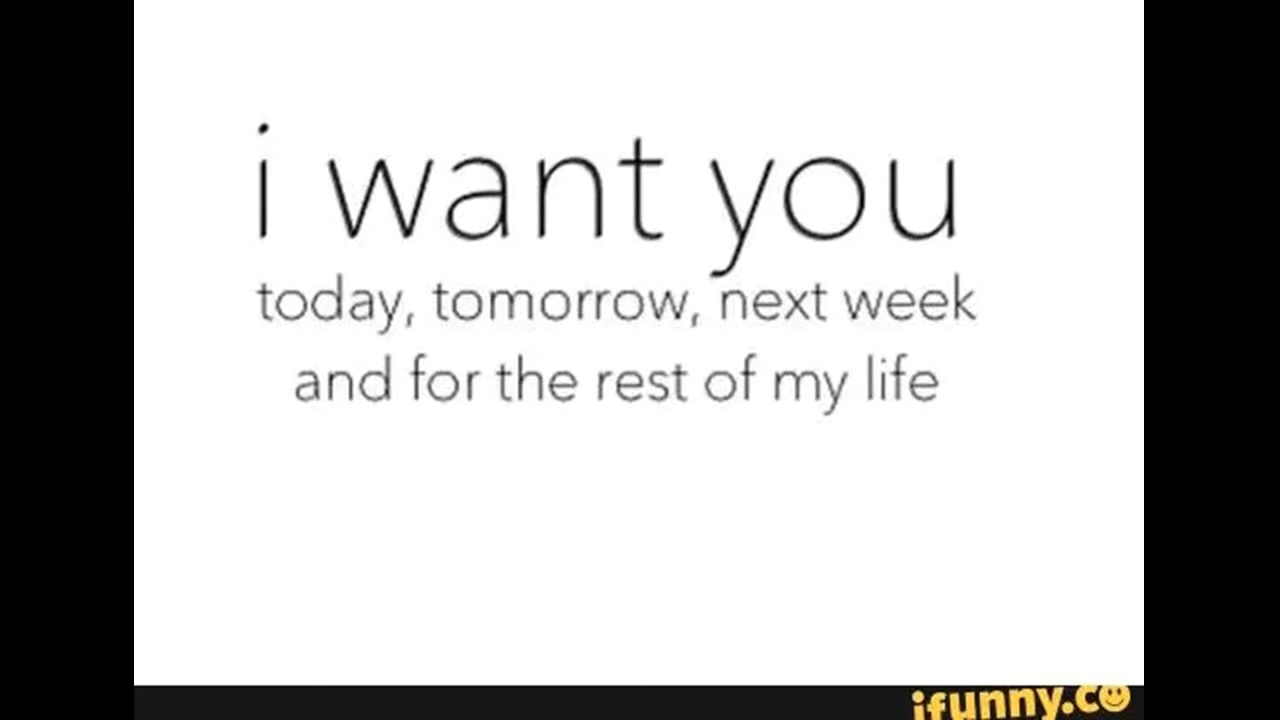 i want you
today, tomorrow, next week
and for the rest of my life
ifunny.co